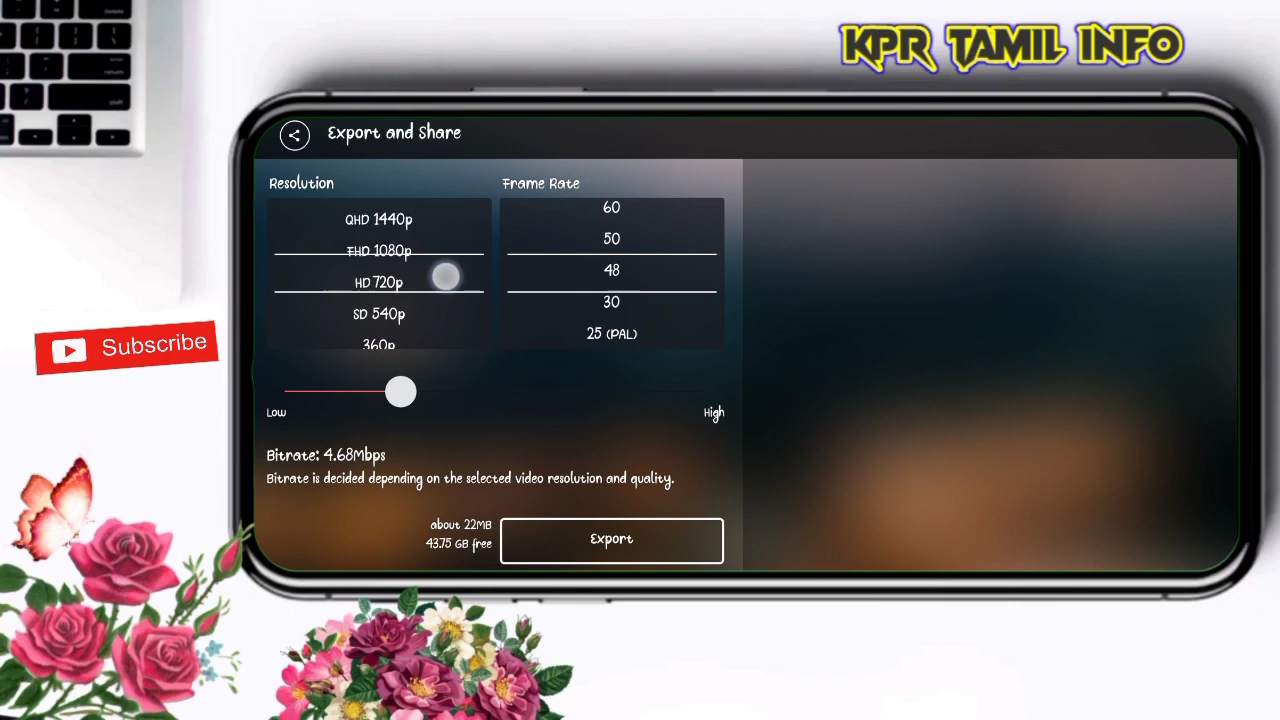 KPR TAMIL INFO
Export and Share
Resolution
Frame Rate
QHD 1440p
FHD 1080p
HD 720p
SD 540p
360p
60
50
48
30
25 (PAL)
Low
High
Bitrate: 4.68Mbps
Bitrate is decided depending on the selected video resolution and quality.
about 22MB
43.75 GB free
Export
Subscribe